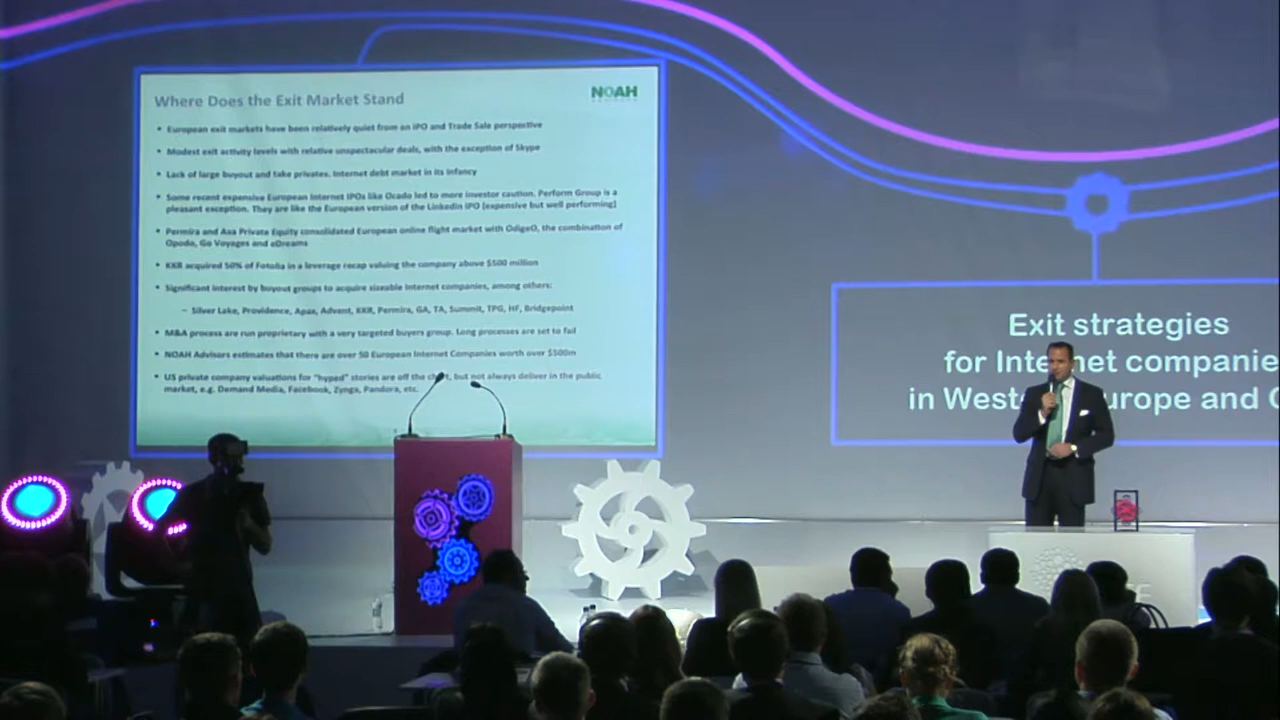 Where Does the Exit Market Stand
NOAH
• European exit markets have been relatively quiet from an IPO and Trade Sale perspective
• Modest exit activity levels with relative unspectacular deals, with the exception of Skype
• Lack of large buyout and take privates. Internet debt market in its infancy
• Some recent expensive European Internet IPOs like Ocado led to more investor caution. Perform Group is a
pleasant exception. They are like the European version of the LinkedIn IPO (expensive but well performing)
• Permira and Axa Private Equity consolidated European online flight market with OdigeO, the combination of
Opodo, Go Voyages and eDreams
• KKR acquired 50% of Fotolia in a leverage recap valuing the company above $500 million
• Significant interest by buyout groups to acquire sizeable Internet companies, among others:
– Silver Lake, Providence, Apax, Advent, KKR, Permira, GA, TA, Summit, TPG, HF, Bridgepoint
• M&A process are run proprietary with a very targeted buyers group. Long processes are set to fail
• NOAH Advisors estimates that there are over 50 European Internet Companies worth over $500m
• US private company valuations for "hyped" stories are off the chart, but not always deliver in the public
market, e.g. Demand Media, Facebook, Zynga, Pandora, etc.
Exit strategies
for Internet companie
in West urope and